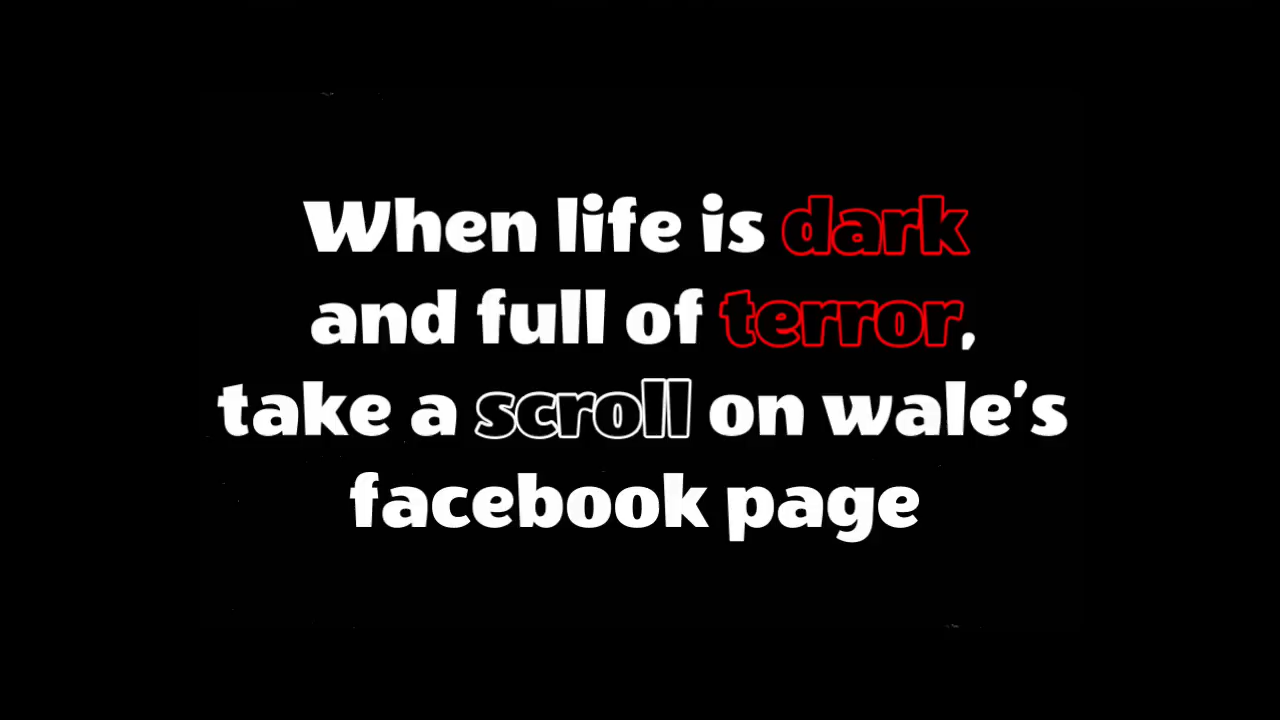 When life is dark
and full of terror,
take a scroll on wale's
facebook page